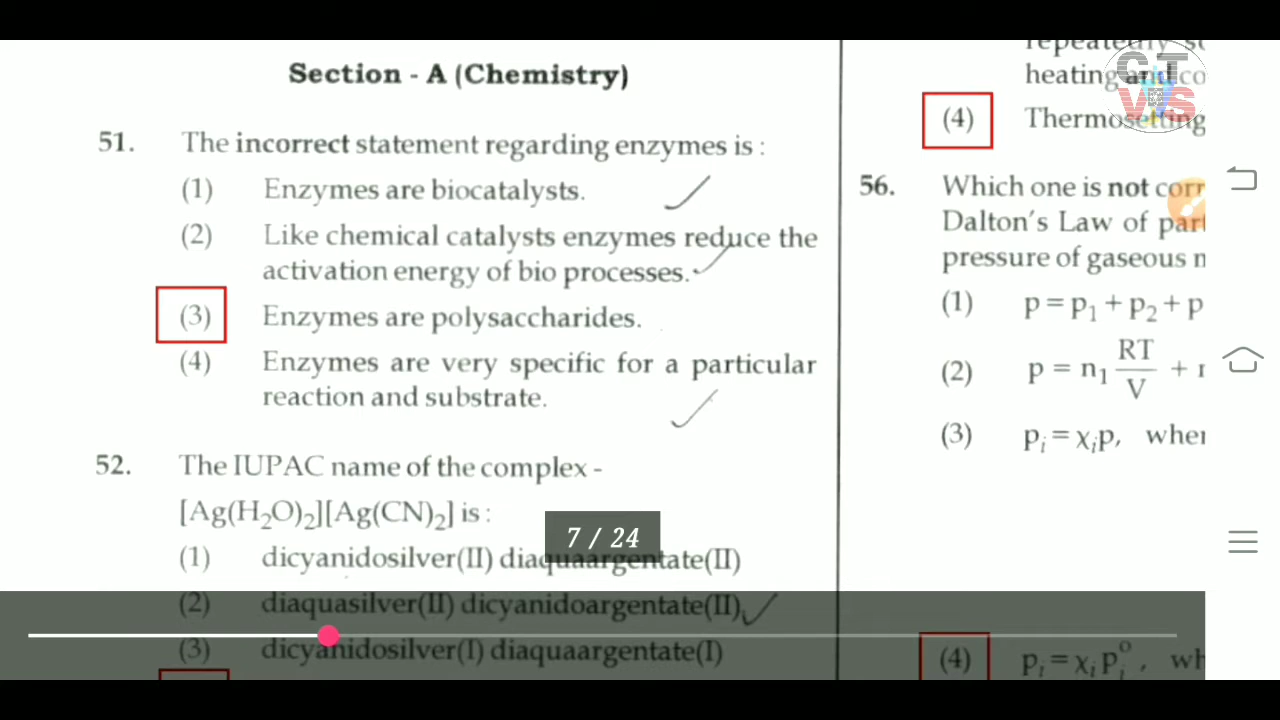 Section - A (Chemistry)
51. The incorrect statement regarding enzymes is :
(1) Enzymes are biocatalysts.
(2) Like chemical catalysts enzymes reduce the
activation energy of bio processes.
(3) Enzymes are polysaccharides.
(4) Enzymes are very specific for a particular
reaction and substrate.
52. The IUPAC name of the complex -
[Ag(H₂O)₂][Ag(CN)₂] is :
(1) dicyanidosilver(II) diaquaargentate(II)
(2) diaquasilver(II) dicyanidoargentate(II)
(3) dicyanidosilver(I) diaquaargentate(I)
7 / 24
heating and co
(4) Thermosetting
56. Which one is not corr
Dalton's Law of part
pressure of gaseous
(1) p = p₁ + p₂ + p
(2) p = n₁ RT/V +
(3) pᵢ = χᵢp, wher
(4) pᵢ = χᵢ pᵢ° , wh